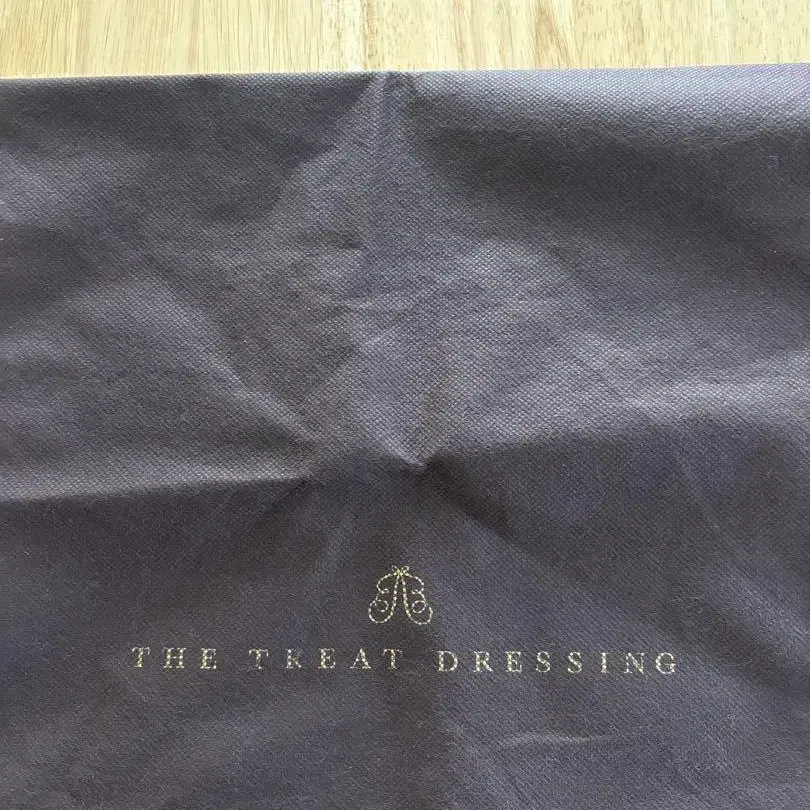 THE TREAT DRESSING